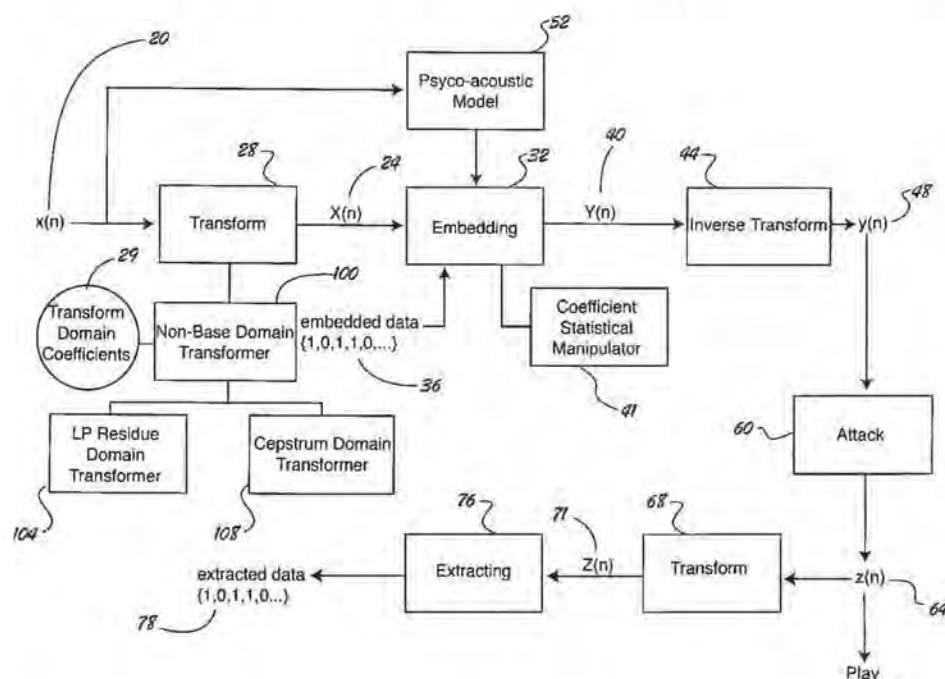 52
20
Psyco-acoustic
Model
28
24
32
40
44
x(n)
Transform
X(n)
Embedding
Y(n)
Inverse Transform
y(n)
48
29
100
Transform
Domain
Coefficients
Non-Base Domain
Transformer
embedded data
{1,0,1,1,0,...}
36
Coefficient
Statistical
Manipulator
41
LP Residue
Domain
Transformer
Cepstrum Domain
Transformer
60
Attack
104
108
76
71
68
extracted data
{1,0,1,1,0...}
78
Extracting
Z(n)
Transform
z(n)
64
Play